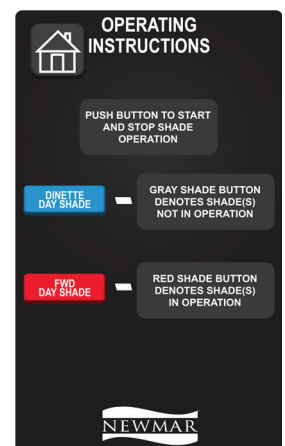 OPERATING
INSTRUCTIONS
PUSH BUTTON TO START
AND STOP SHADE
OPERATION
DINETTE
DAY SHADE
GRAY SHADE BUTTON
DENOTES SHADE(S)
NOT IN OPERATION
FWD
DAY SHADE
RED SHADE BUTTON
DENOTES SHADE(S)
IN OPERATION
NEWMAR